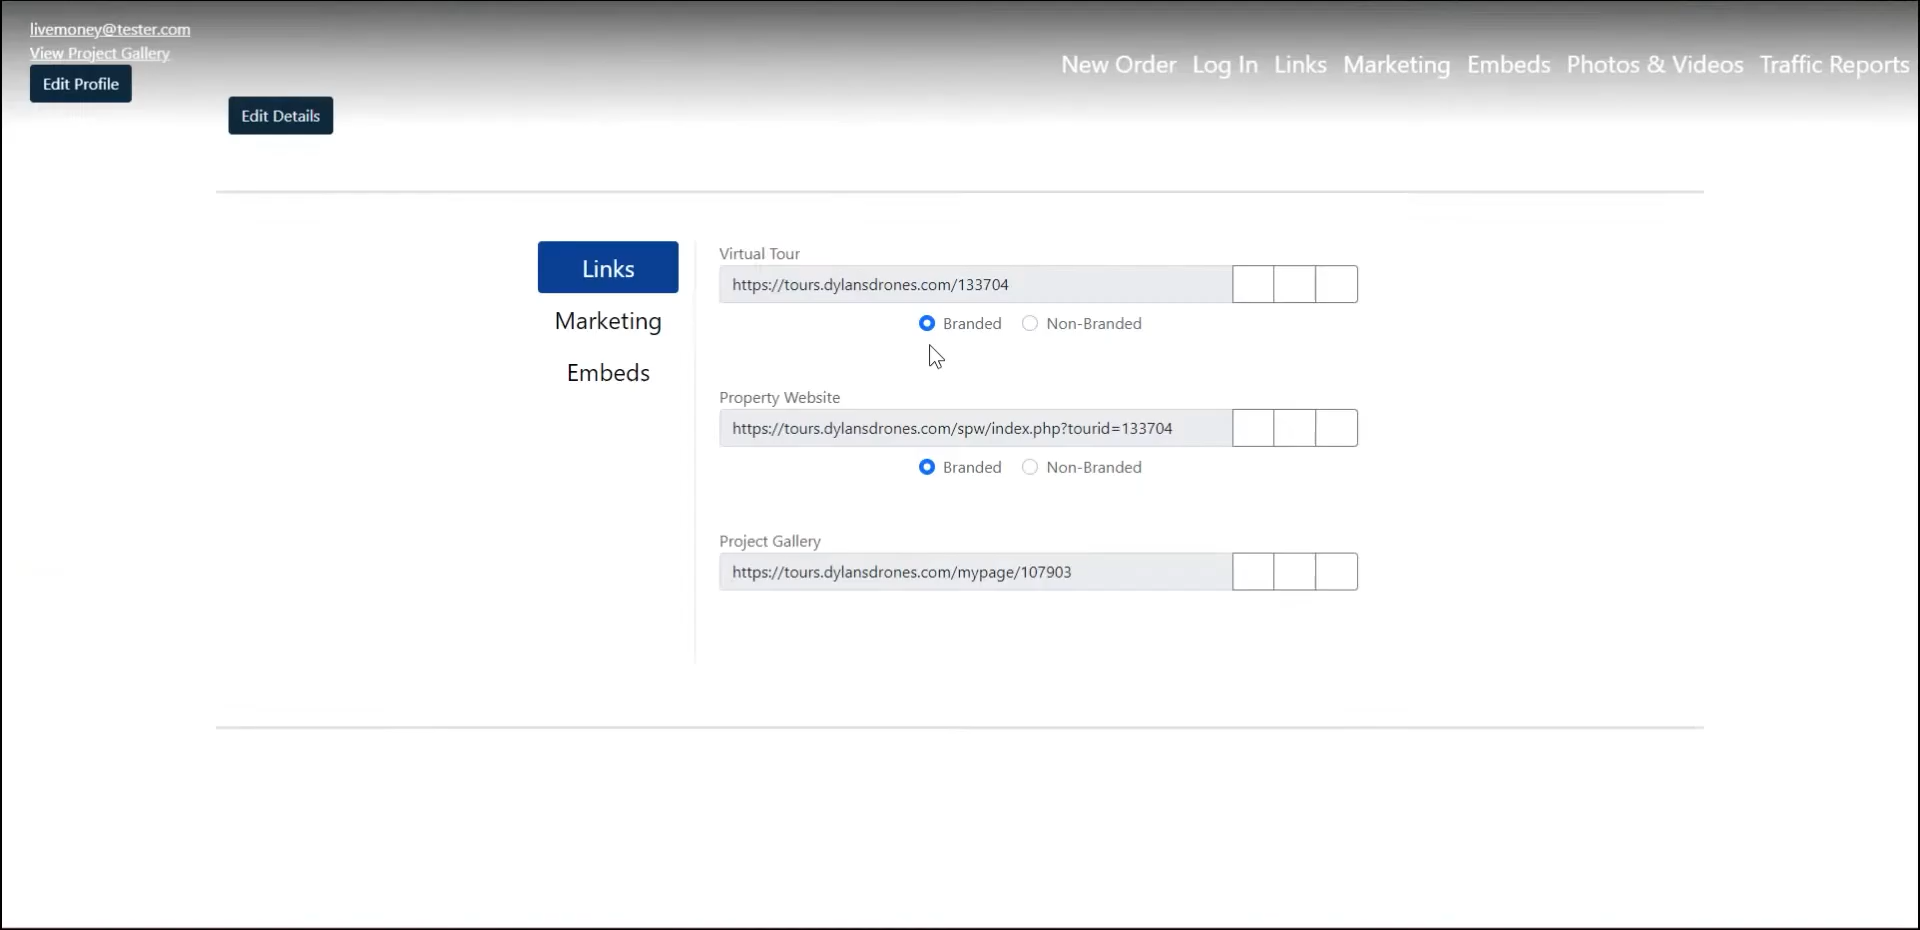 livemoney@tester.com
View Project Gallery
Edit Profile
New Order Log In Links Marketing Embeds Photos & Videos Traffic Reports
Edit Details
Links
Marketing
Embeds
Virtual Tour
https://tours.dylansdrones.com/133704
Branded Non-Branded
Property Website
https://tours.dylansdrones.com/spw/index.php?tourid=133704
Branded Non-Branded
Project Gallery
https://tours.dylansdrones.com/mypage/107903